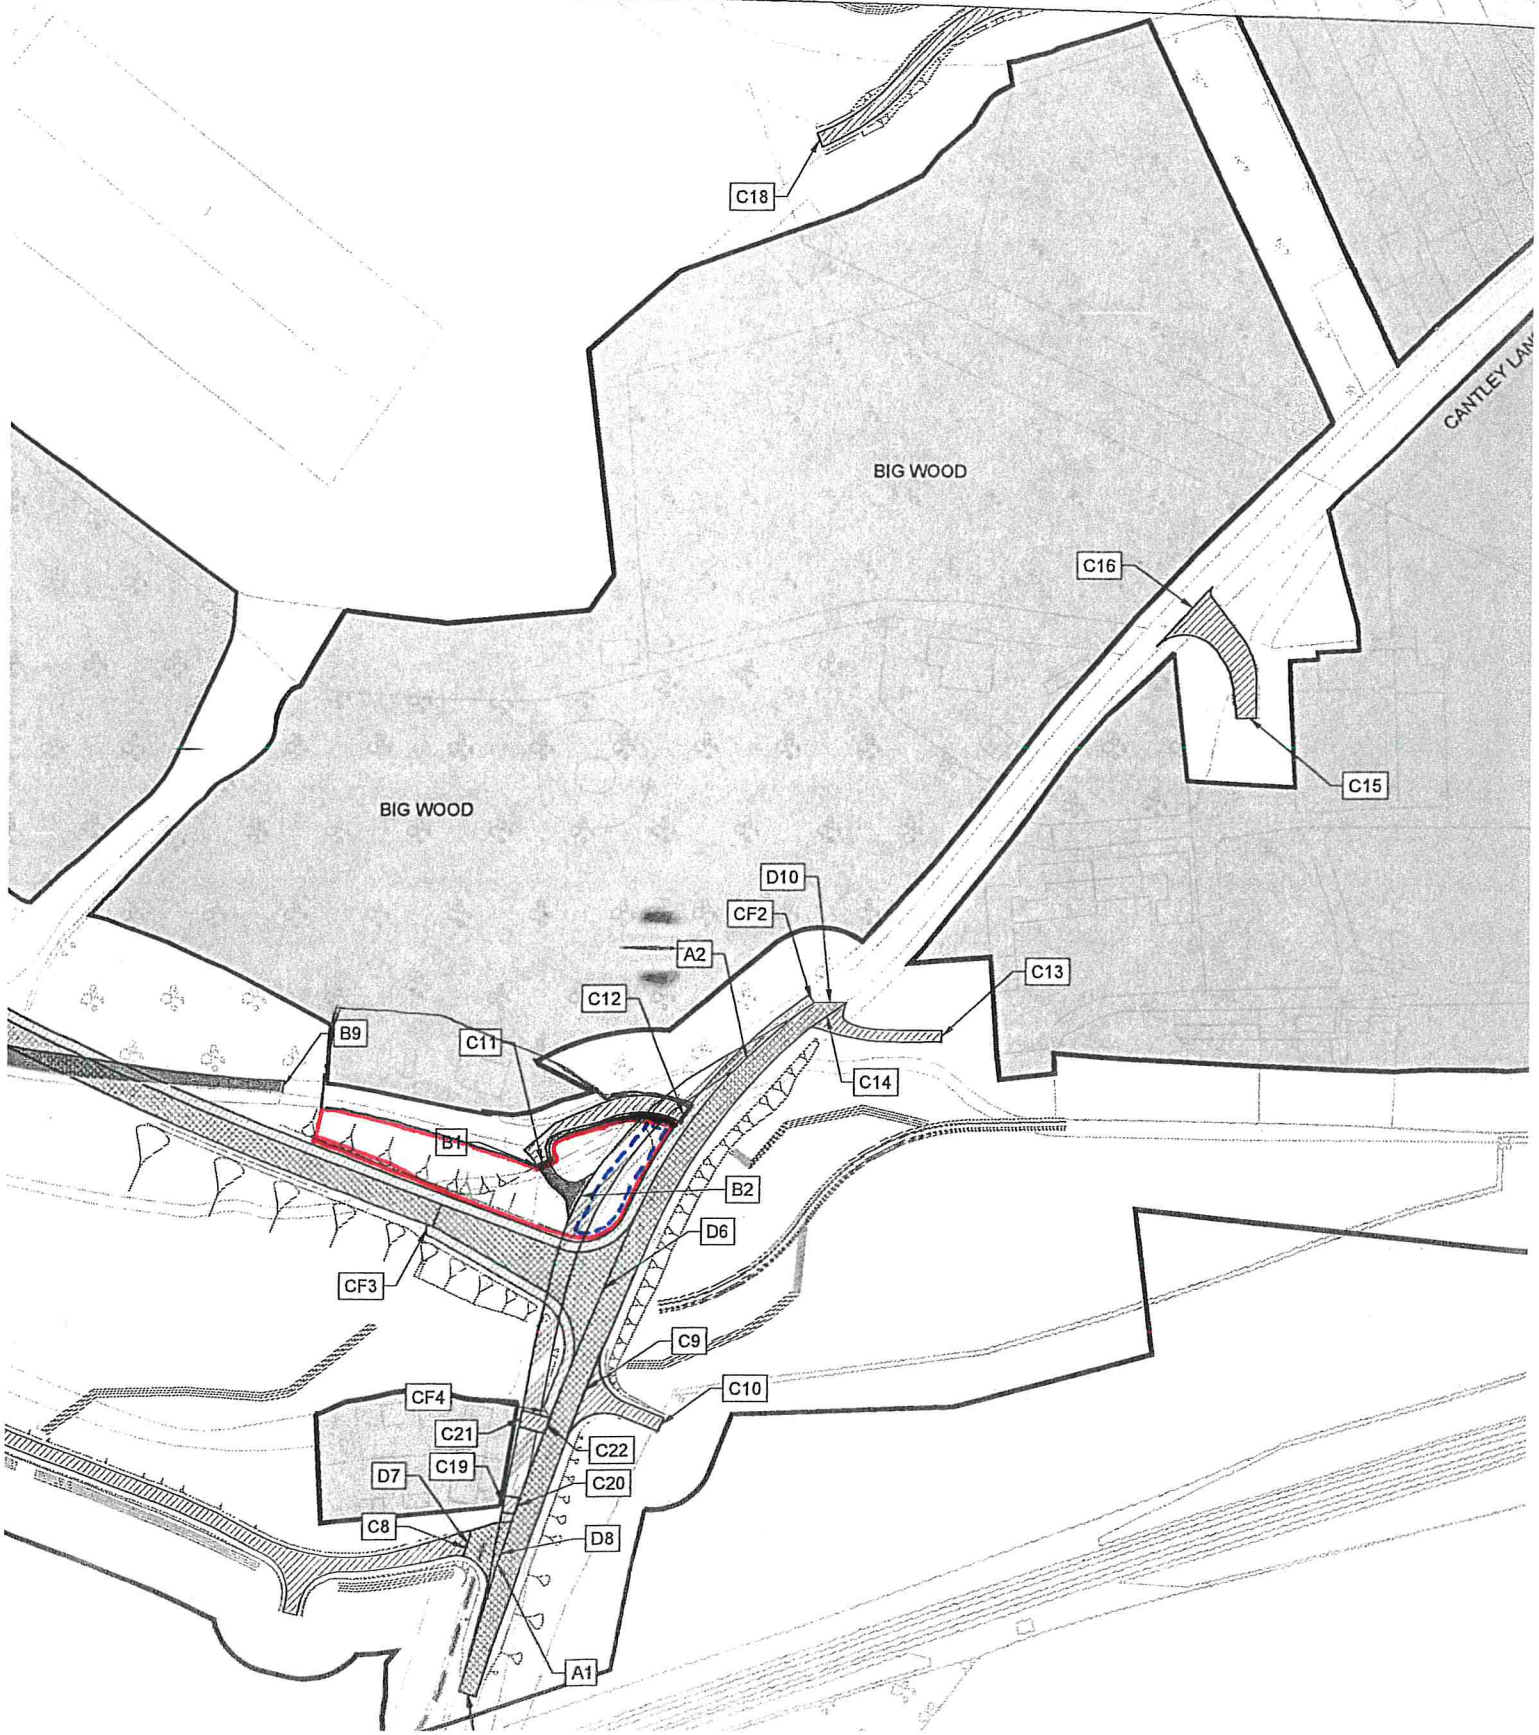 C18
CANTLEY LAN
BIG WOOD
C16
C15
BIG WOOD
D10
CF2
A2
C13
C12
B9
C11
C14
B1
B2
D6
CF3
C9
C10
CF4
C21
C22
C19
D7
C20
C8
D8
A1